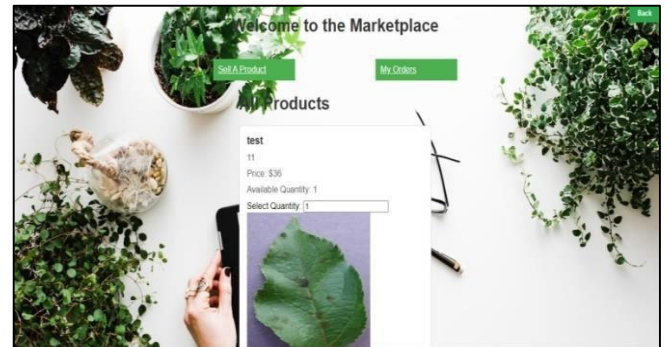 Back
Welcome to the Marketplace
Sell A Product
My Orders
All Products
test
11
Price: $36
Available Quantity: 1
Select Quantity: 1